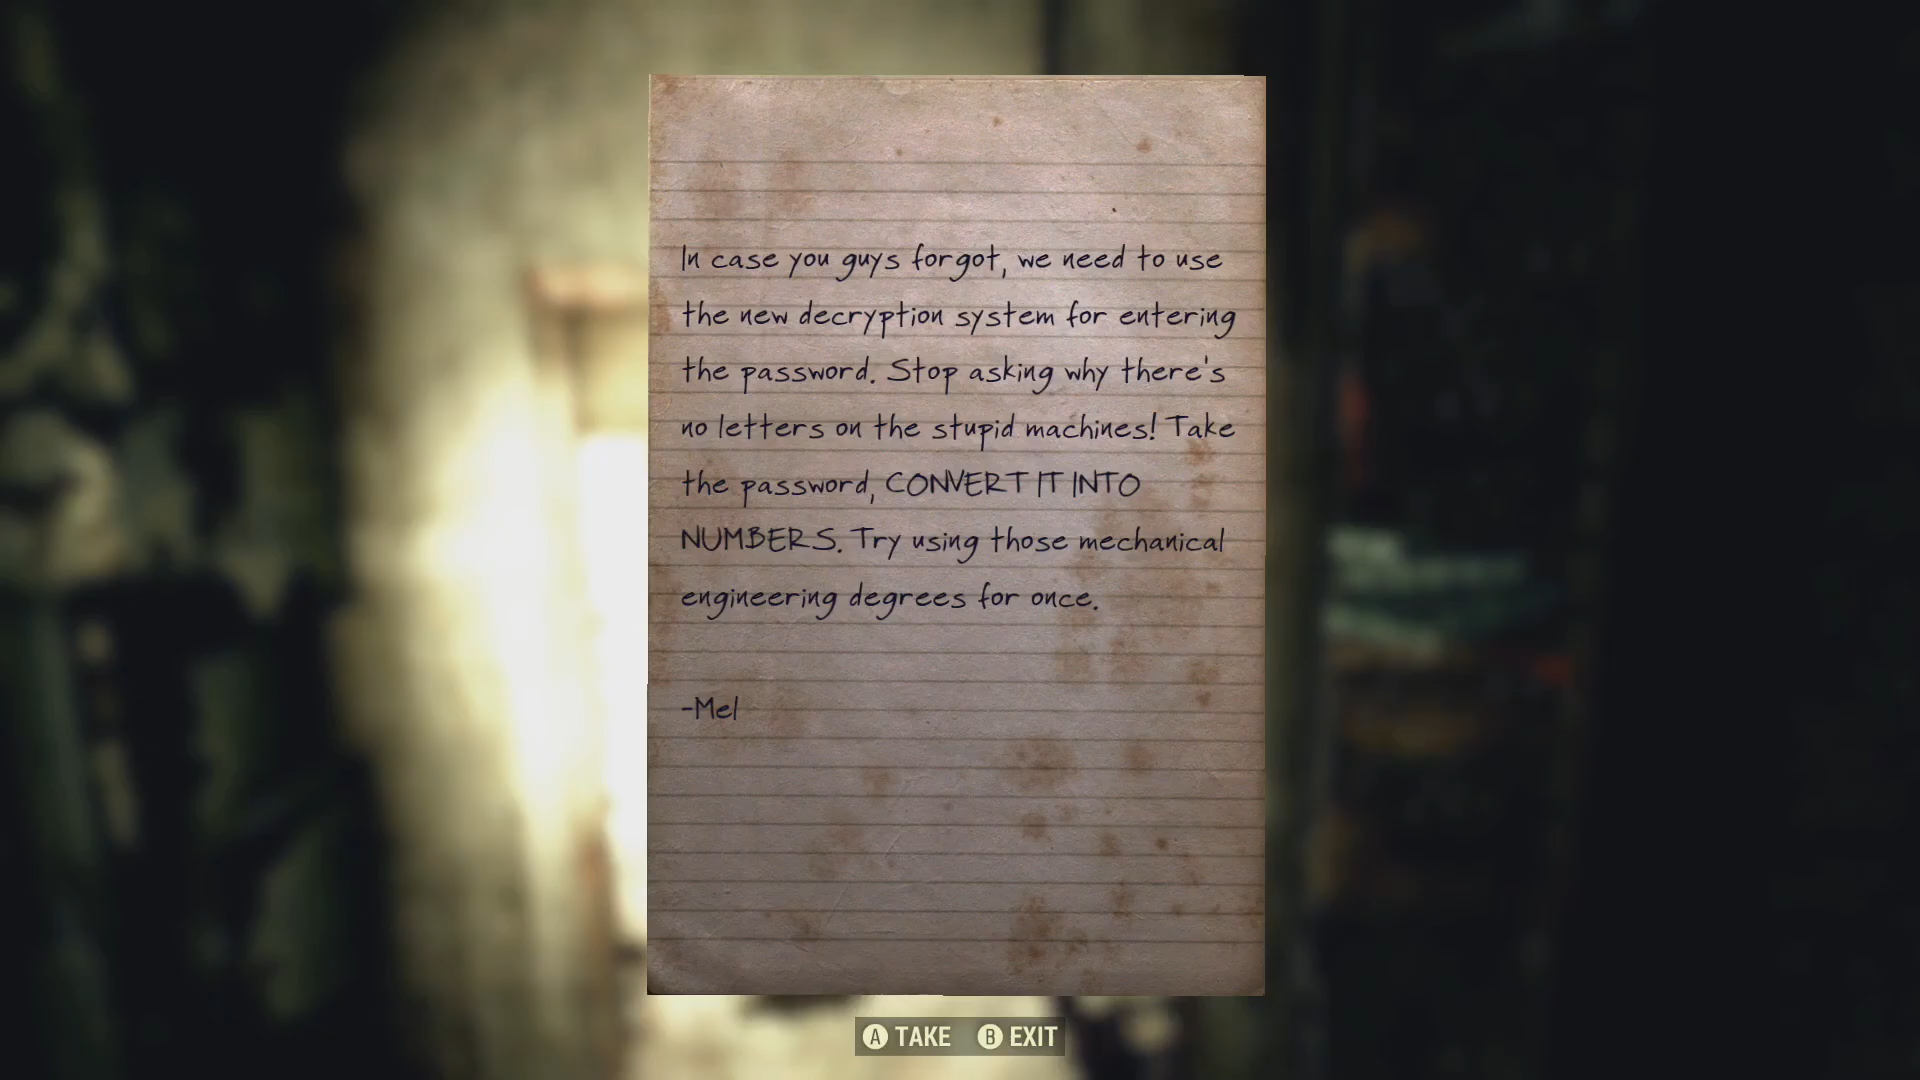 In case you guys forgot, we need to use
the new decryption system for entering
the password. Stop asking why there's
no letters on the stupid machines! Take
the password, CONVERT IT INTO
NUMBERS. Try using those mechanical
engineering degrees for once.
-Mel
A TAKE B EXIT